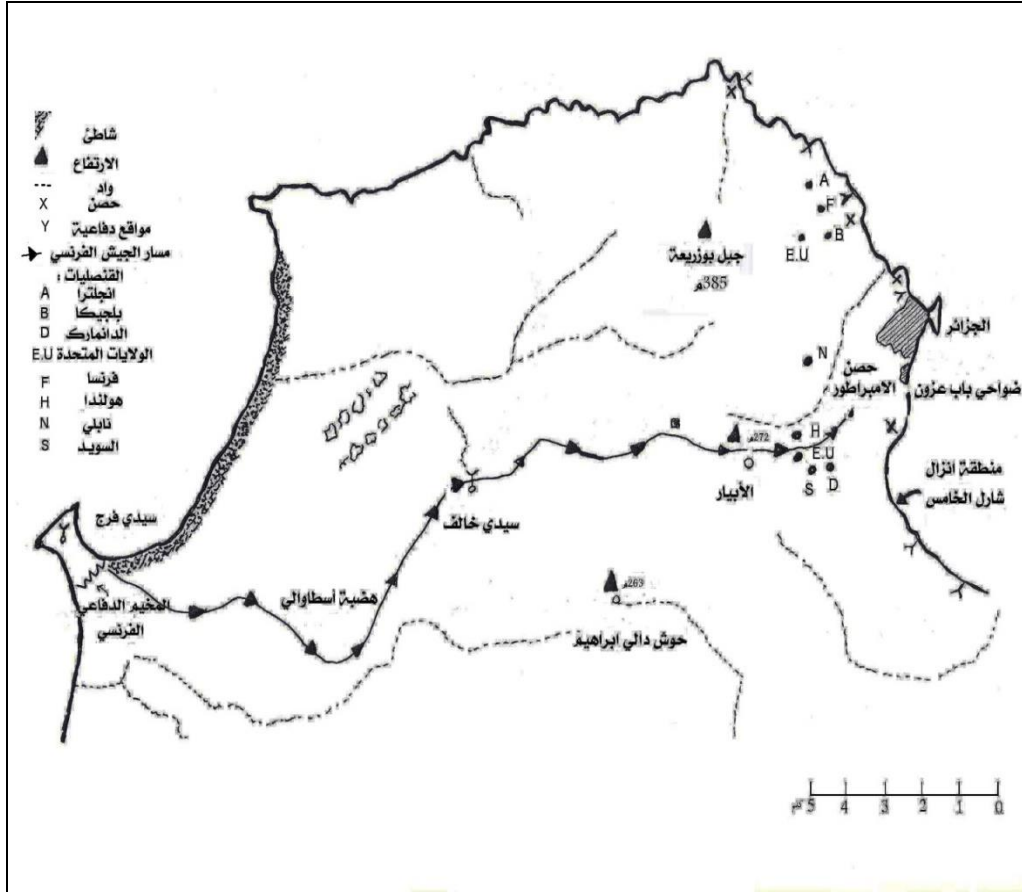 شاطئ
الارتفاع
واد
X حصن
Y مواقع دفاعية
مسار الجيش الفرنسي
القنصليات :
A انجلترا
B بلجيكا
D الدانمارك
E.U الولايات المتحدة
F فرنسا
H هولندا
N نابلي
S السويد
A
F
B
E.U
جبل بوزريعة
385م
الجزائر
N
حصن
الامبراطور
ضواحي باب عزون
H
272م
E.U
S D
الأبيار
منطقة انزال
شارل الخامس
سيدي خالف
سيدي فرج
المخيم الدفاعي
الفرنسي
هضبة أسطاوالي
263م
حوش دالي ابراهيم
5كم 4 3 2 1 0